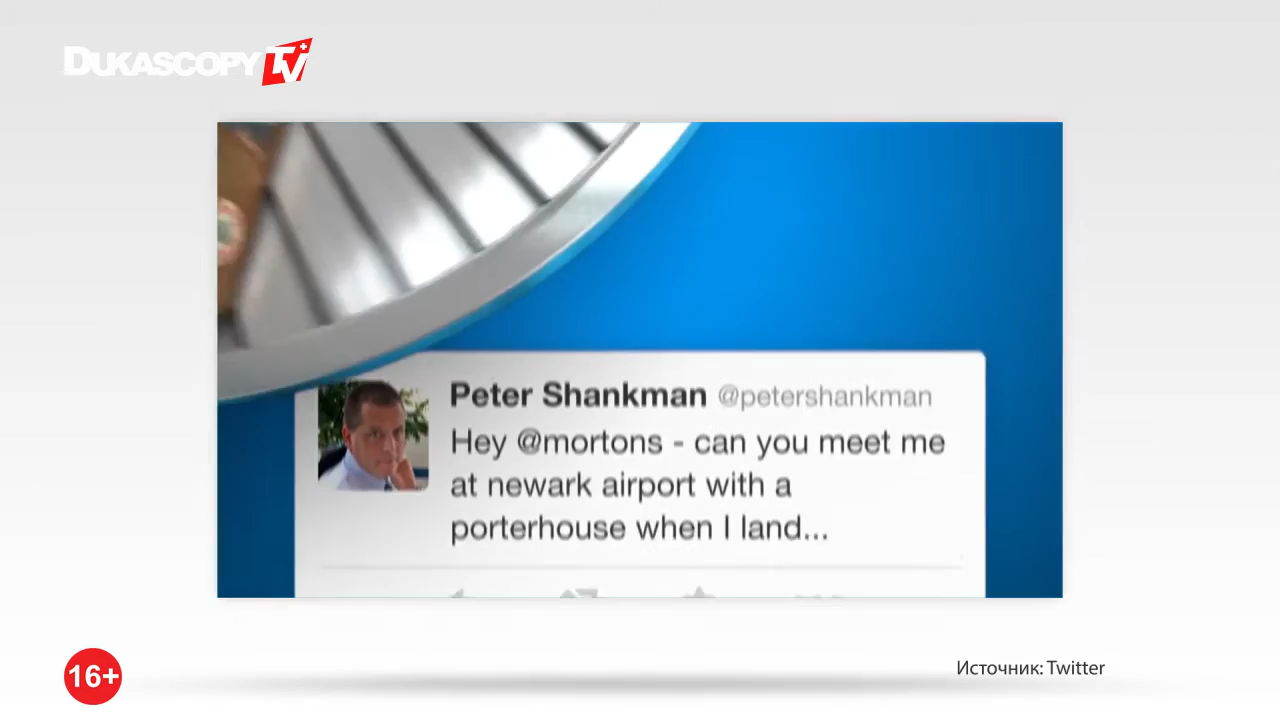 DUKASCOPY TV
Peter Shankman @petershankman
Hey @mortons - can you meet me
at newark airport with a
porterhouse when I land...
16+
Источник: Twitter